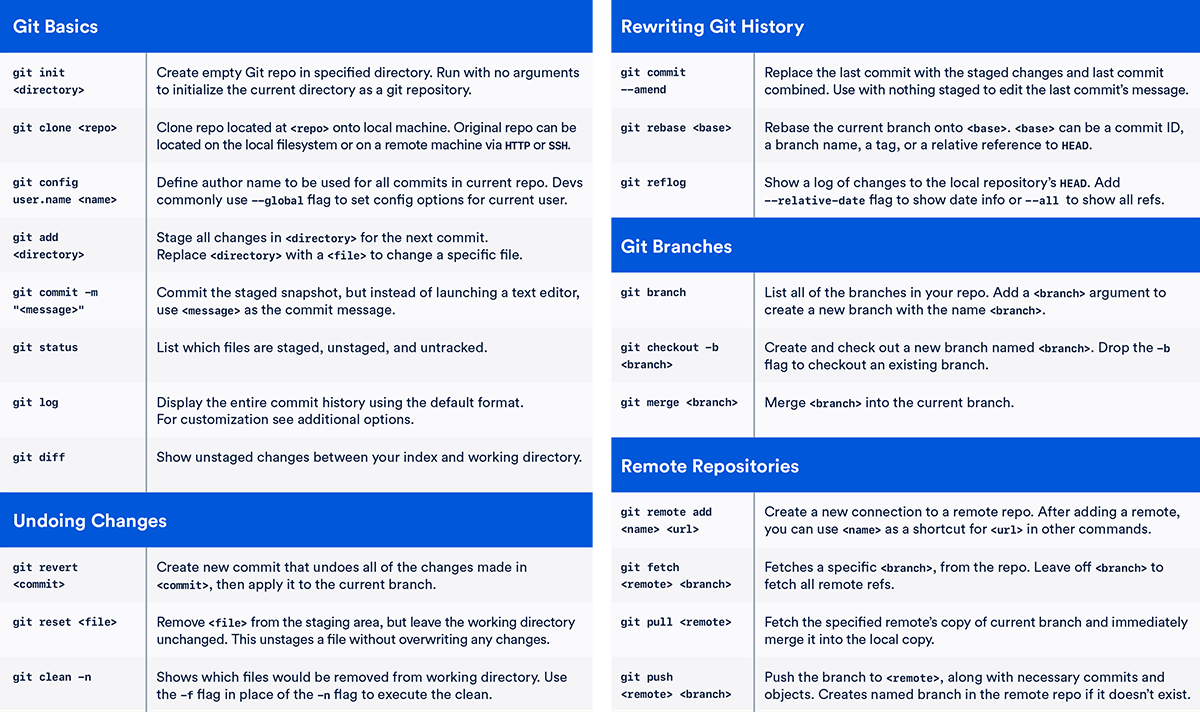 Git Basics
git init
<directory>
Create empty Git repo in specified directory. Run with no arguments
to initialize the current directory as a git repository.
git clone <repo>
Clone repo located at <repo> onto local machine. Original repo can be
located on the local filesystem or on a remote machine via HTTP or SSH.
git config
user.name <name>
Define author name to be used for all commits in current repo. Devs
commonly use --global flag to set config options for current user.
git add
<directory>
Stage all changes in <directory> for the next commit.
Replace <directory> with a <file> to change a specific file.
git commit -m
"<message>"
Commit the staged snapshot, but instead of launching a text editor,
use <message> as the commit message.
git status
List which files are staged, unstaged, and untracked.
git log
Display the entire commit history using the default format.
For customization see additional options.
git diff
Show unstaged changes between your index and working directory.
Undoing Changes
git revert
<commit>
Create new commit that undoes all of the changes made in
<commit>, then apply it to the current branch.
git reset <file>
Remove <file> from the staging area, but leave the working directory
unchanged. This unstages a file without overwriting any changes.
git clean -n
Shows which files would be removed from working directory. Use
the -f flag in place of the -n flag to execute the clean.
Rewriting Git History
git commit
--amend
Replace the last commit with the staged changes and last commit
combined. Use with nothing staged to edit the last commit's message.
git rebase <base>
Rebase the current branch onto <base>. <base> can be a commit ID,
a branch name, a tag, or a relative reference to HEAD.
git reflog
Show a log of changes to the local repository's HEAD. Add
--relative-date flag to show date info or --all to show all refs.
Git Branches
git branch
List all of the branches in your repo. Add a <branch> argument to
create a new branch with the name <branch>.
git checkout -b
<branch>
Create and check out a new branch named <branch>. Drop the -b
flag to checkout an existing branch.
git merge <branch>
Merge <branch> into the current branch.
Remote Repositories
git remote add
<name> <url>
Create a new connection to a remote repo. After adding a remote,
you can use <name> as a shortcut for <url> in other commands.
git fetch
<remote> <branch>
Fetches a specific <branch>, from the repo. Leave off <branch> to
fetch all remote refs.
git pull <remote>
Fetch the specified remote's copy of current branch and immediately
merge it into the local copy.
git push
<remote> <branch>
Push the branch to <remote>, along with necessary commits and
objects. Creates named branch in the remote repo if it doesn't exist.